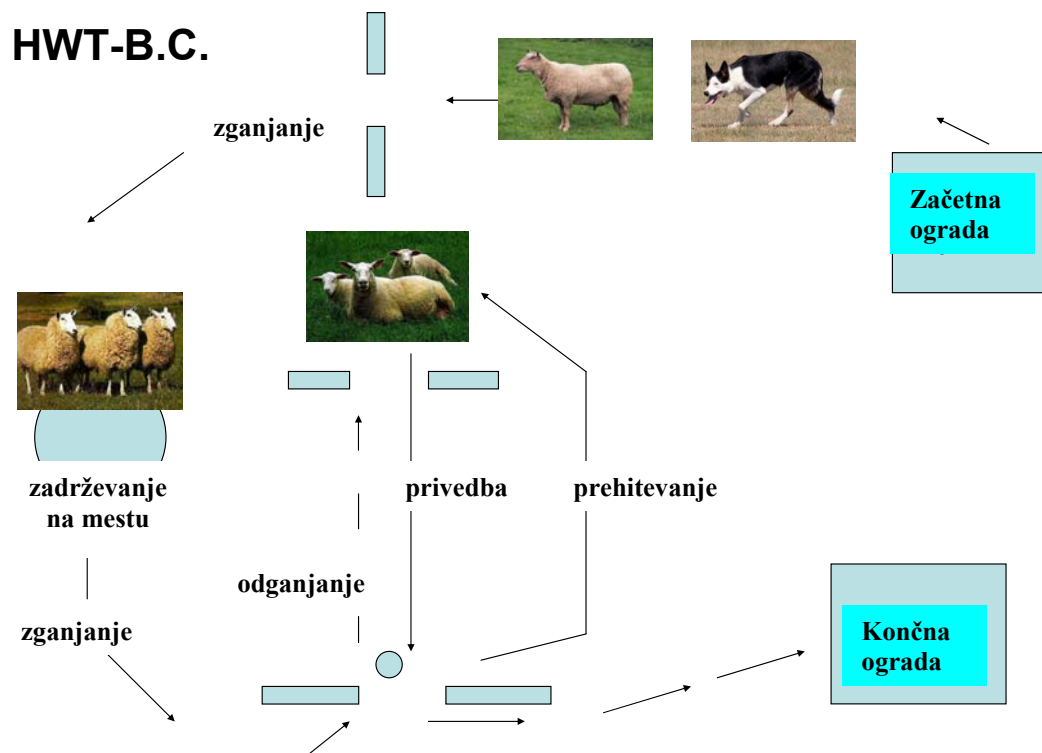 HWT-B.C.
zganjanje
Začetna
ograda
zadrževanje
na mestu
privedba
prehitevanje
odganjanje
zganjanje
Končna
ograda